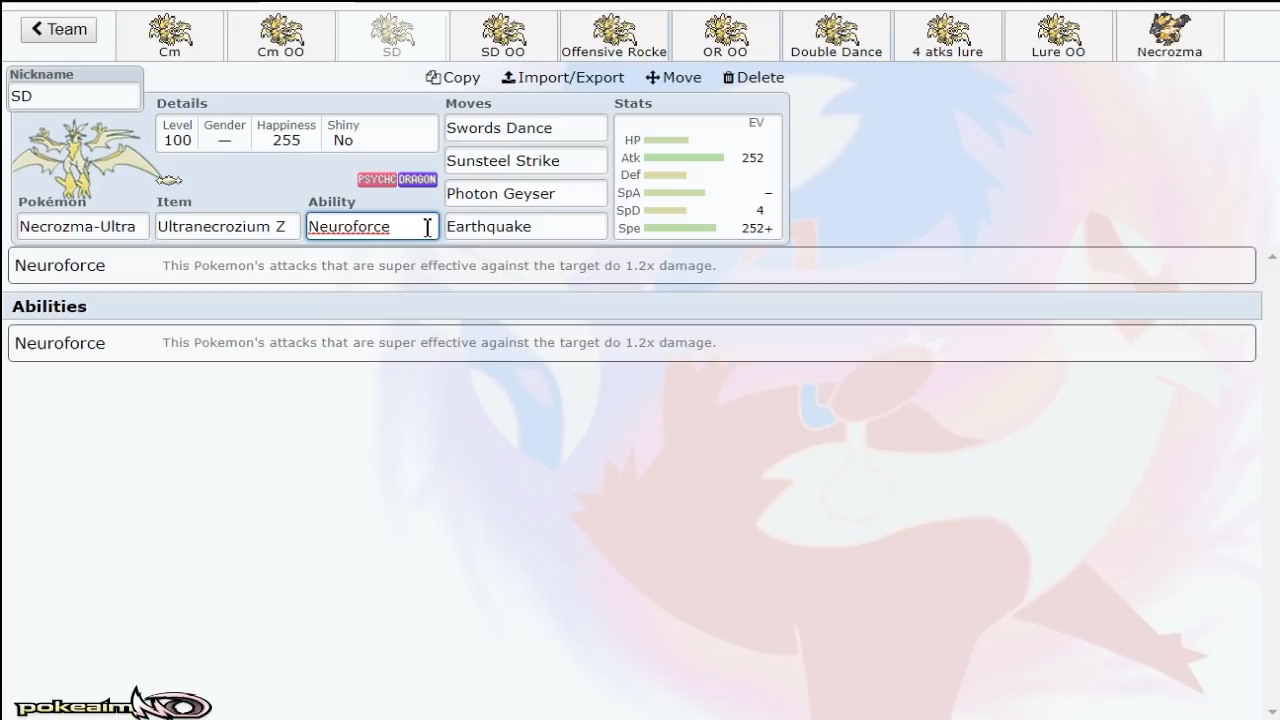 Team
Cm
Cm OO
SD
SD OO
Offensive Rocke
OR OO
Double Dance
4 atks lure
Lure OO
Necrozma
Nickname
SD
Copy
Import/Export
Move
Delete
Details
Level
100
Gender
—
Happiness
255
Shiny
No
PSYCHC
DRAGON
Pokémon
Necrozma-Ultra
Item
Ultranecrozium Z
Ability
Neuroforce
Moves
Swords Dance
Sunsteel Strike
Photon Geyser
Earthquake
Stats
EV
HP
Atk 252
Def
SpA –
SpD 4
Spe 252+
Neuroforce This Pokemon's attacks that are super effective against the target do 1.2x damage.
Abilities
Neuroforce This Pokemon's attacks that are super effective against the target do 1.2x damage.
pokeaim